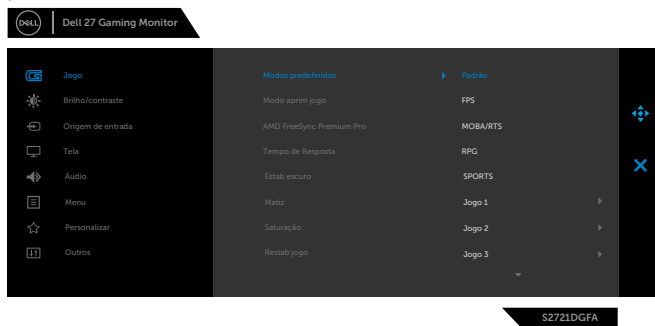 DELL
Dell 27 Gaming Monitor
Jogo
Modos predefinidos
Padrão
Brilho/contraste
Modo aprim jogo
FPS
Origem de entrada
AMD FreeSync Premium Pro
MOBA/RTS
Tela
Tempo de Resposta
RPG
Áudio
Estab escuro
SPORTS
Menu
Matiz
Jogo 1
Personalizar
Saturação
Jogo 2
Outros
Restab jogo
Jogo 3
S2721DGFA